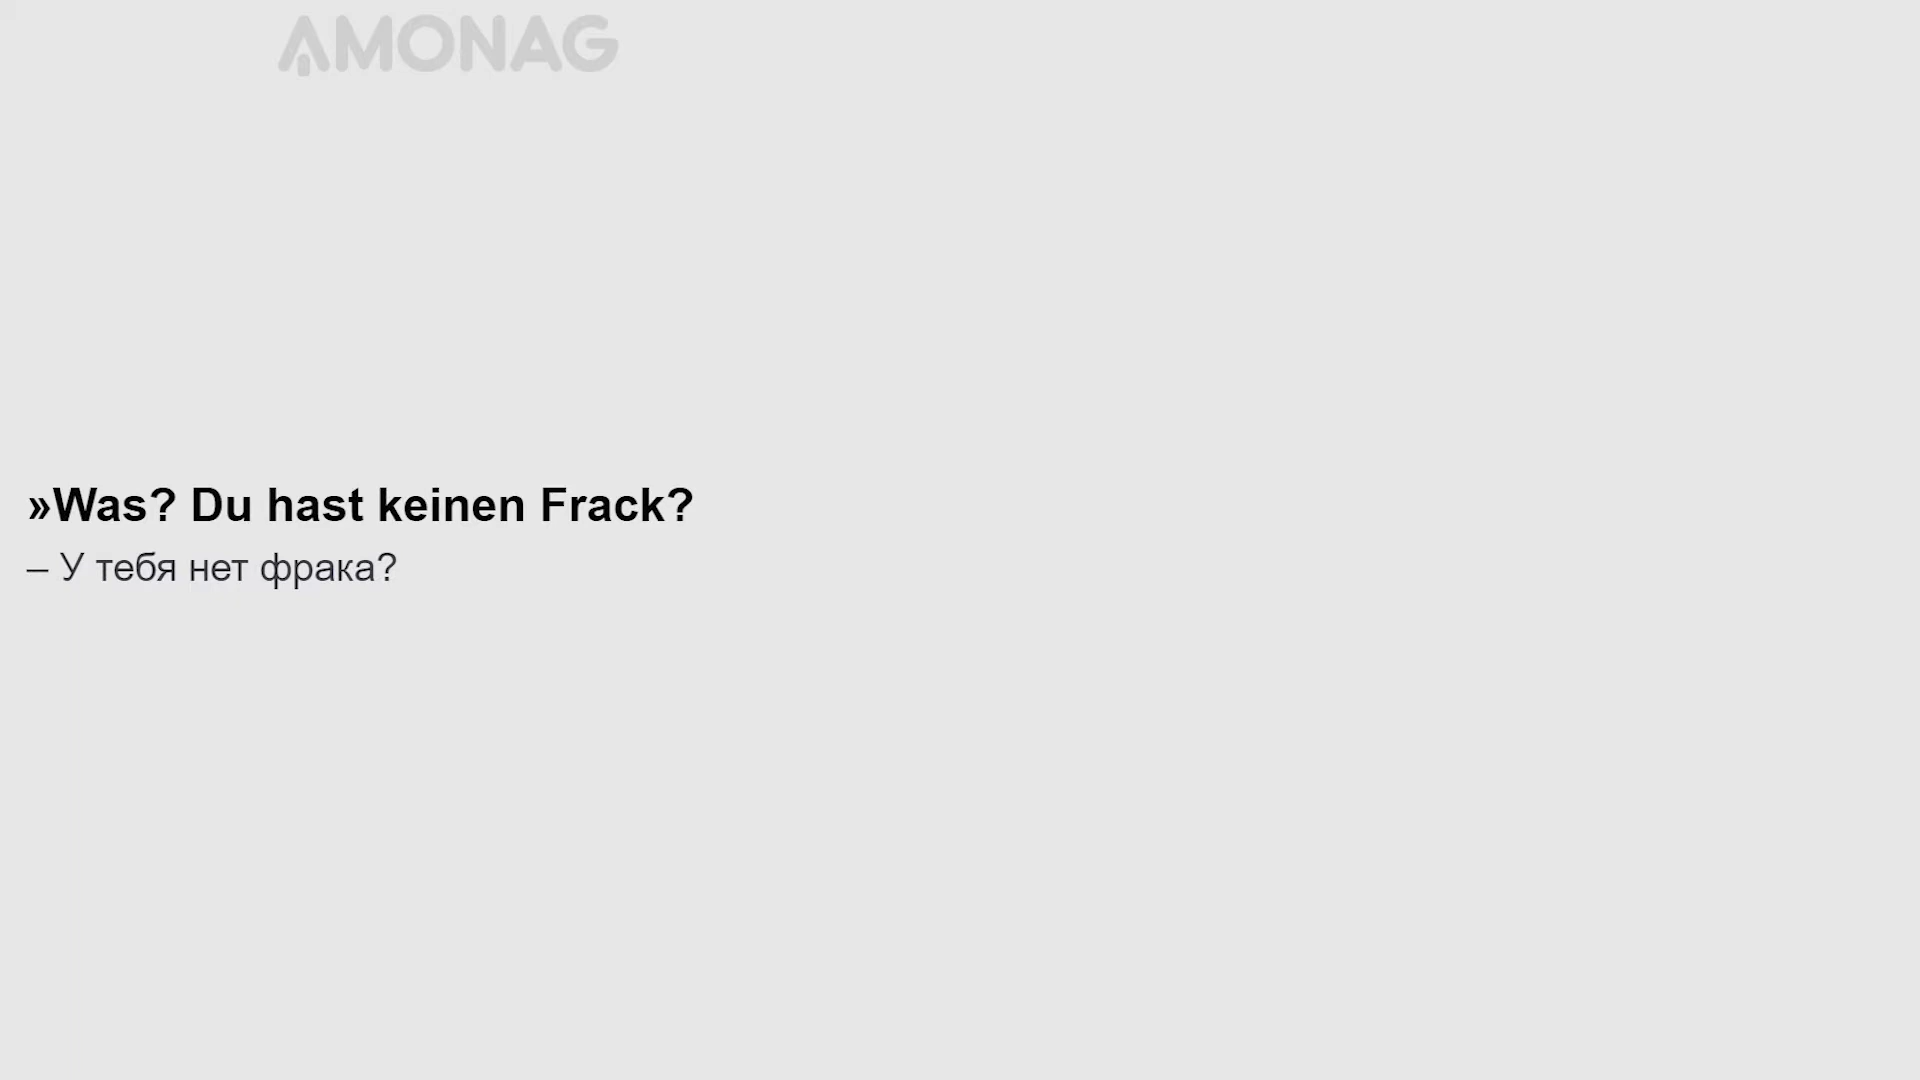 AMONAG
»Was? Du hast keinen Frack?
– У тебя нет фрака?